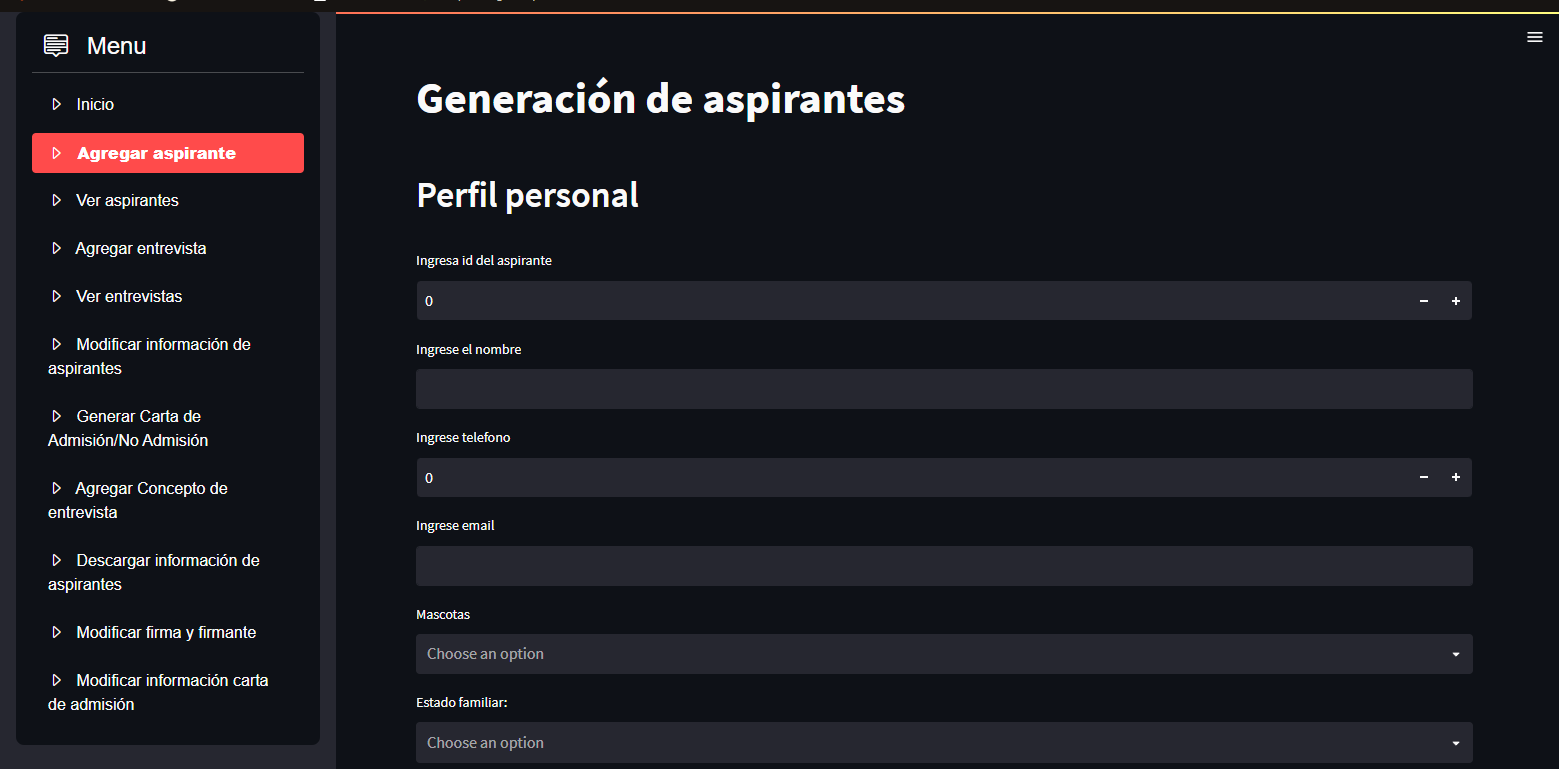 Menu
Inicio
Agregar aspirante
Ver aspirantes
Agregar entrevista
Ver entrevistas
Modificar información de
aspirantes
Generar Carta de
Admisión/No Admisión
Agregar Concepto de
entrevista
Descargar información de
aspirantes
Modificar firma y firmante
Modificar información carta
de admisión
Generación de aspirantes
Perfil personal
Ingresa id del aspirante
0
Ingrese el nombre
Ingrese telefono
0
Ingrese email
Mascotas
Choose an option
Estado familiar:
Choose an option